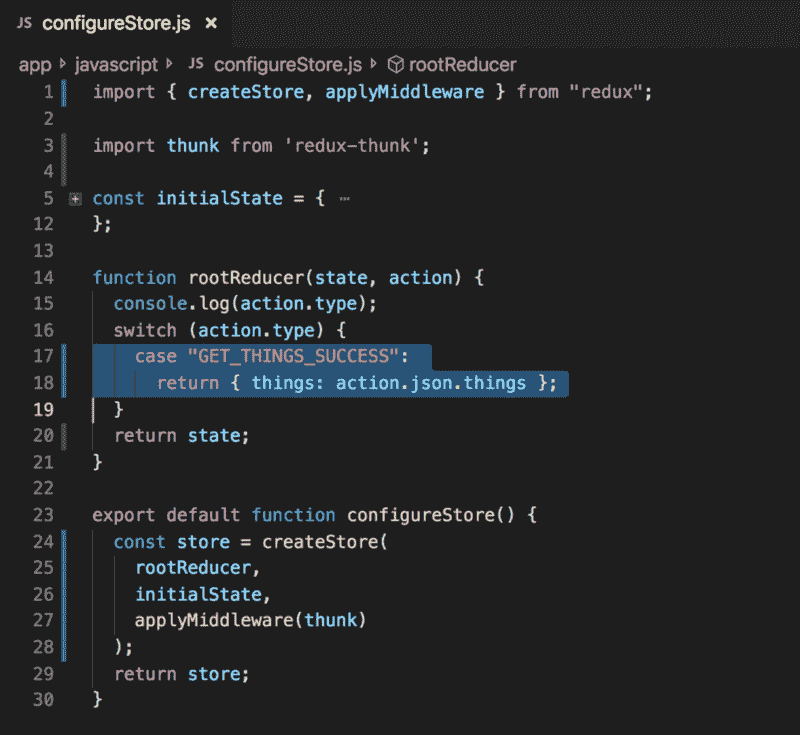 JS configureStore.js ×
app › javascript › JS configureStore.js › rootReducer
1 import { createStore, applyMiddleware } from "redux";
2
3 import thunk from 'redux-thunk';
4
5 const initialState = { ⋯
12 };
13
14 function rootReducer(state, action) {
15   console.log(action.type);
16   switch (action.type) {
17     case "GET_THINGS_SUCCESS":
18       return { things: action.json.things };
19   }
20   return state;
21 }
22
23 export default function configureStore() {
24   const store = createStore(
25     rootReducer,
26     initialState,
27     applyMiddleware(thunk)
28   );
29   return store;
30 }